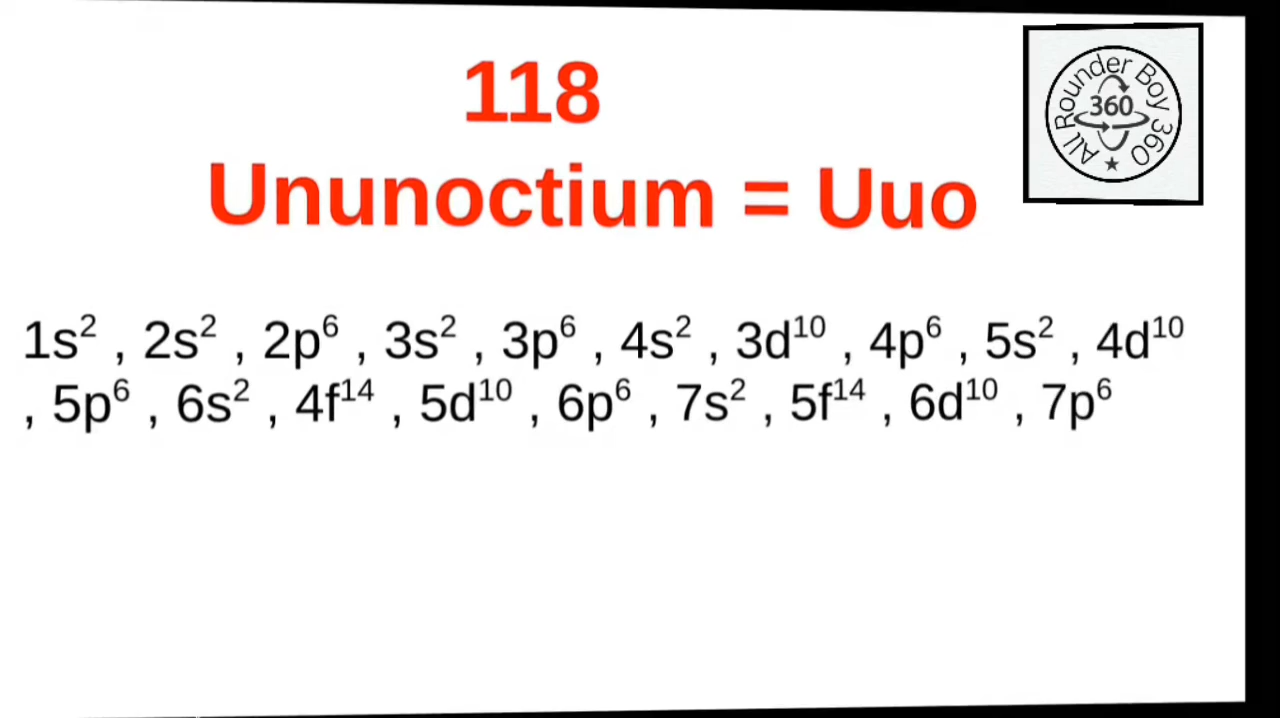 118
Ununoctium = Uuo
All Rounder Boy 360
360
1s² , 2s² , 2p⁶ , 3s² , 3p⁶ , 4s² , 3d¹⁰ , 4p⁶ , 5s² , 4d¹⁰
, 5p⁶ , 6s² , 4f¹⁴ , 5d¹⁰ , 6p⁶ , 7s² , 5f¹⁴ , 6d¹⁰ , 7p⁶